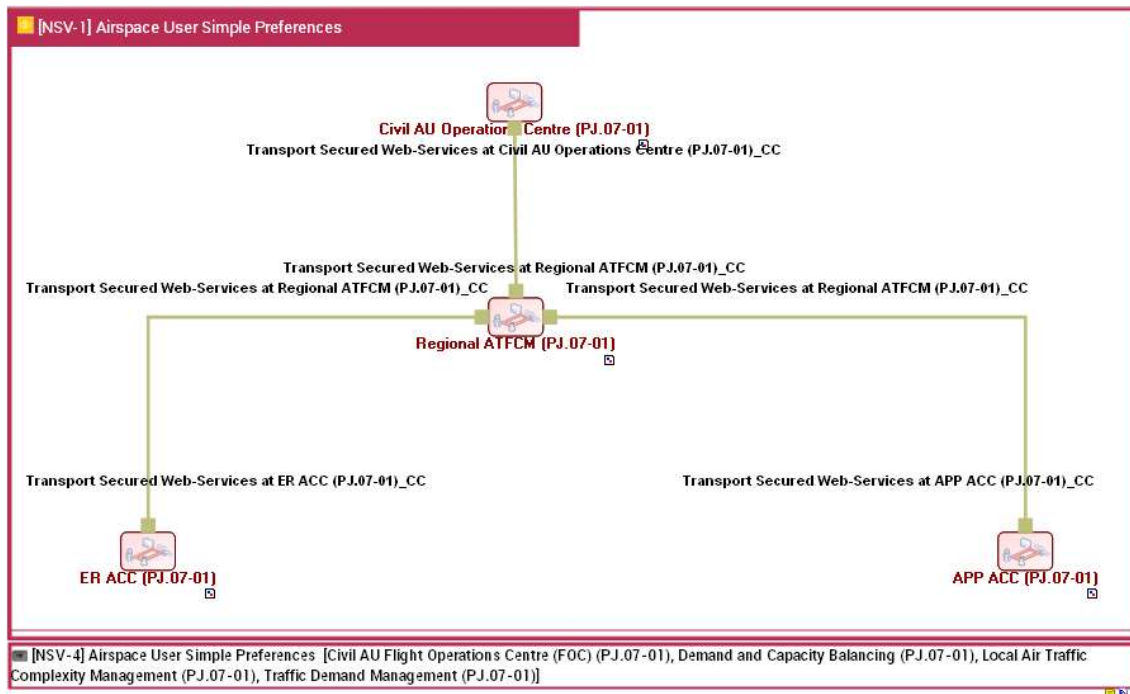 [NSV-1] Airspace User Simple Preferences
Civil AU Operations Centre (PJ.07-01)
Transport Secured Web-Services at Civil AU Operations Centre (PJ.07-01)_CC
Transport Secured Web-Services at Regional ATFCM (PJ.07-01)_CC
Transport Secured Web-Services at Regional ATFCM (PJ.07-01)_CC
Transport Secured Web-Services at Regional ATFCM (PJ.07-01)_CC
Regional ATFCM (PJ.07-01)
Transport Secured Web-Services at ER ACC (PJ.07-01)_CC
Transport Secured Web-Services at APP ACC (PJ.07-01)_CC
ER ACC (PJ.07-01)
APP ACC (PJ.07-01)
[NSV-4] Airspace User Simple Preferences [Civil AU Flight Operations Centre (FOC) (PJ.07-01), Demand and Capacity Balancing (PJ.07-01), Local Air Traffic
Complexity Management (PJ.07-01), Traffic Demand Management (PJ.07-01)]